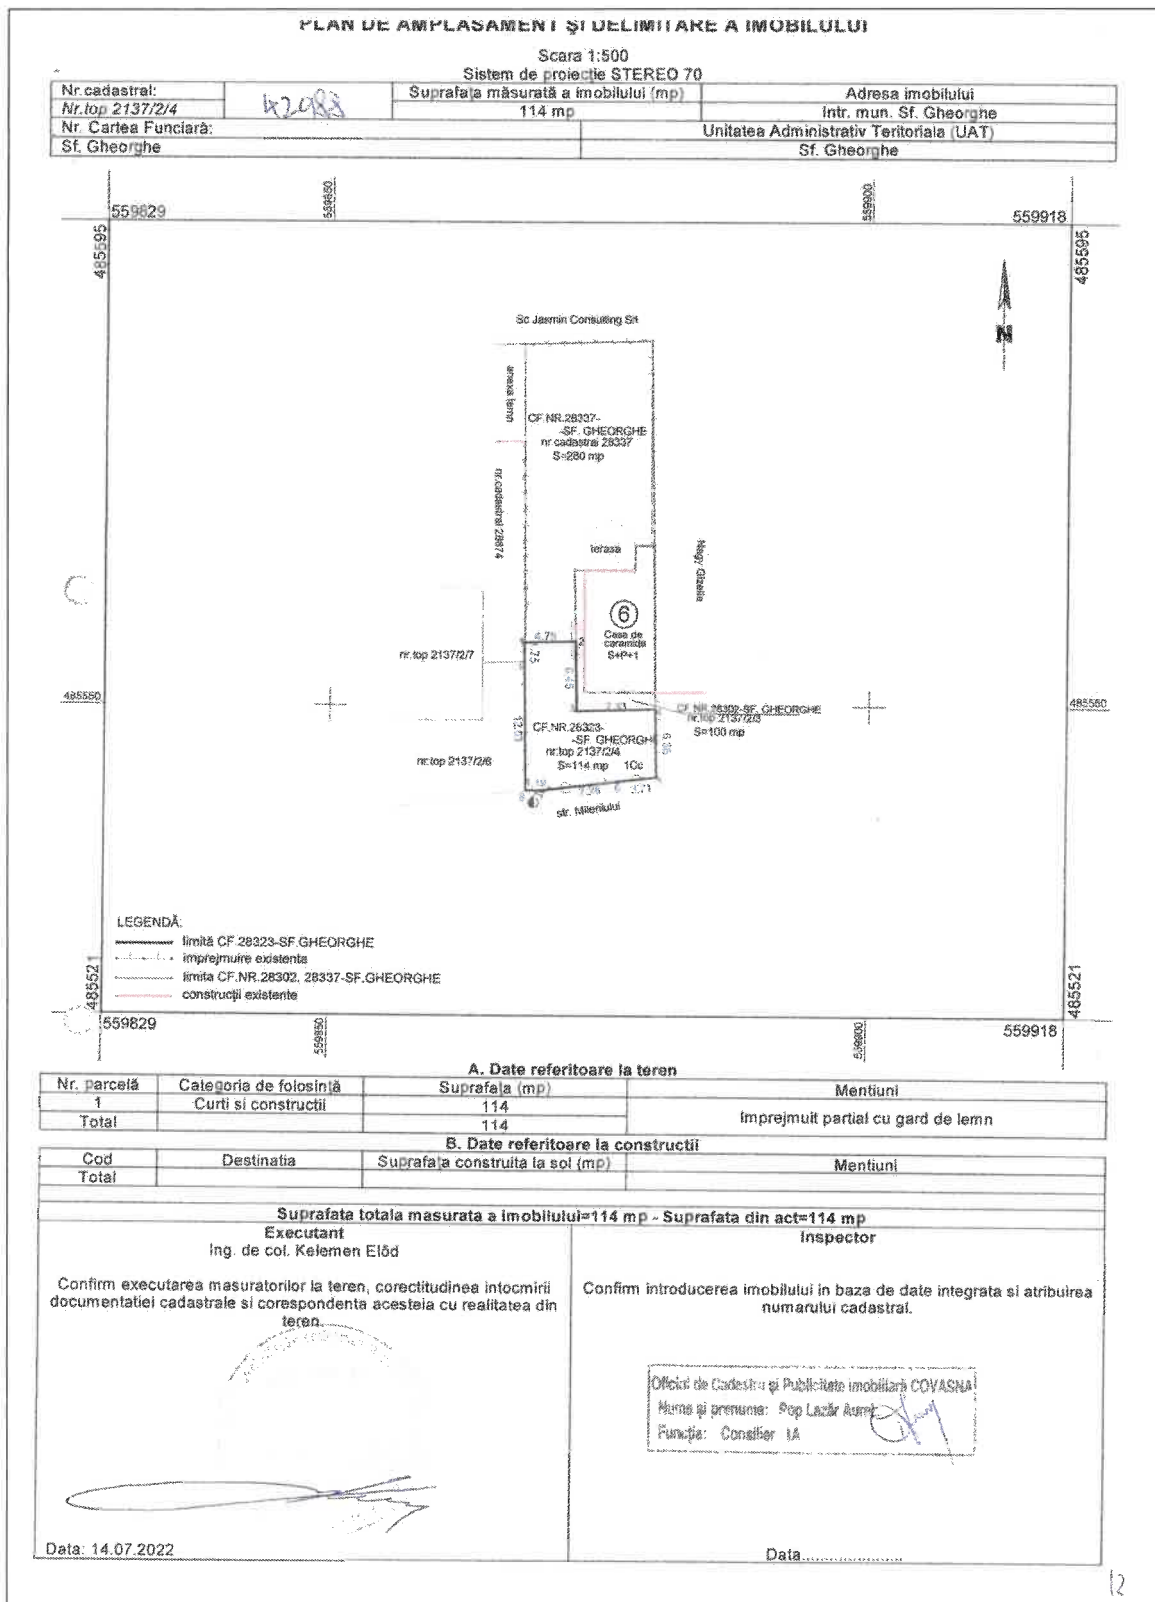 PLAN DE AMPLASAMENT ŞI DELIMITARE A IMOBILULUI
Scara 1:500
Sistem de proiecţie STEREO 70
Nr.cadastral: 42988 Suprafaţa măsurată a imobilului (mp) Adresa imobilului
Nr.top 2137/2/4 114 mp Intr. mun. Sf. Gheorghe
Nr. Cartea Funciară: Unitatea Administrativ Teritoriala (UAT)
Sf. Gheorghe Sf. Gheorghe
559850 559900
559829 559918
485595 485595
N
Sc Jasmin Consulting Srl
anexa lemn
CF.NR.28337-
-SF. GHEORGHE
nr cadastral 28337
S=280 mp
nr.cadastral 28674
terasa
Nagy Gizella
6
Casa de
caramida
S+P+1
4.75 2
nr.top 2137/2/7
485560 485560
CF.NR.28302-SF. GHEORGHE
nr.top 2137/2/3
S=100 mp
CF.NR.28323-
-SF. GHEORGHE
nr.top 2137/2/4
S=114 mp 1Cc
nr.top 2137/2/6
str. Mileniului
LEGENDĂ:
limită CF.28323-SF.GHEORGHE
imprejmuire existenta
limita CF.NR.28302, 28337-SF.GHEORGHE
construcţii existente
485521 485521
559829 559918
559850 559900
A. Date referitoare la teren
Nr. parcelă Categoria de folosinţă Suprafaţa (mp) Mentiuni
1 Curti si constructii 114 Imprejmuit partial cu gard de lemn
Total 114
B. Date referitoare la constructii
Cod Destinatia Suprafaţa construita la sol (mp) Mentiuni
Total
Suprafata totala masurata a imobilului=114 mp - Suprafata din act=114 mp
Executant Inspector
Ing. de col. Kelemen Előd
Confirm executarea masuratorilor la teren, corectitudinea intocmirii
documentatiei cadastrale si corespondenta acesteia cu realitatea din
teren.
Confirm introducerea imobilului in baza de date integrata si atribuirea
numarului cadastral.
Oficiul de Cadastru şi Publicitate Imobiliară COVASNA
Nume şi prenume: Pop Lazăr Aurel
Funcţia: Consilier IA
Data: 14.07.2022 Data......................
12